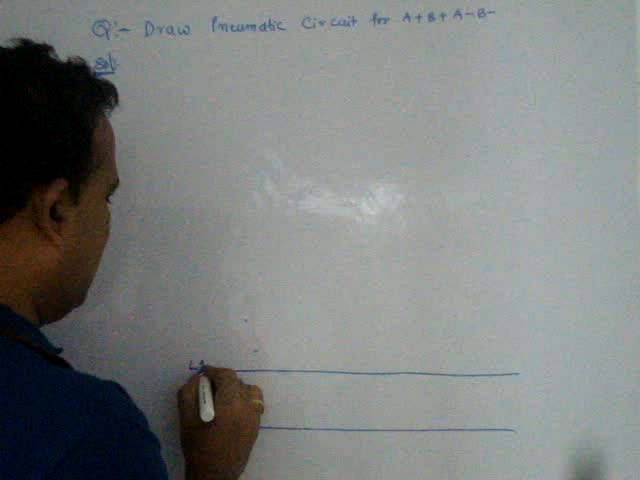 Q:- Draw Pneumatic Circuit for A+B+A-B-
Sol: